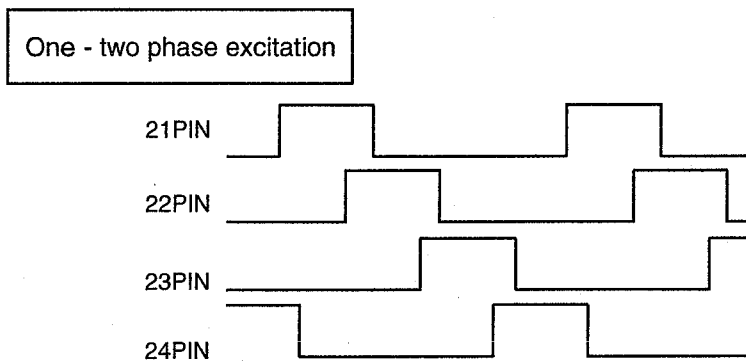 One - two phase excitation
21PIN
22PIN
23PIN
24PIN